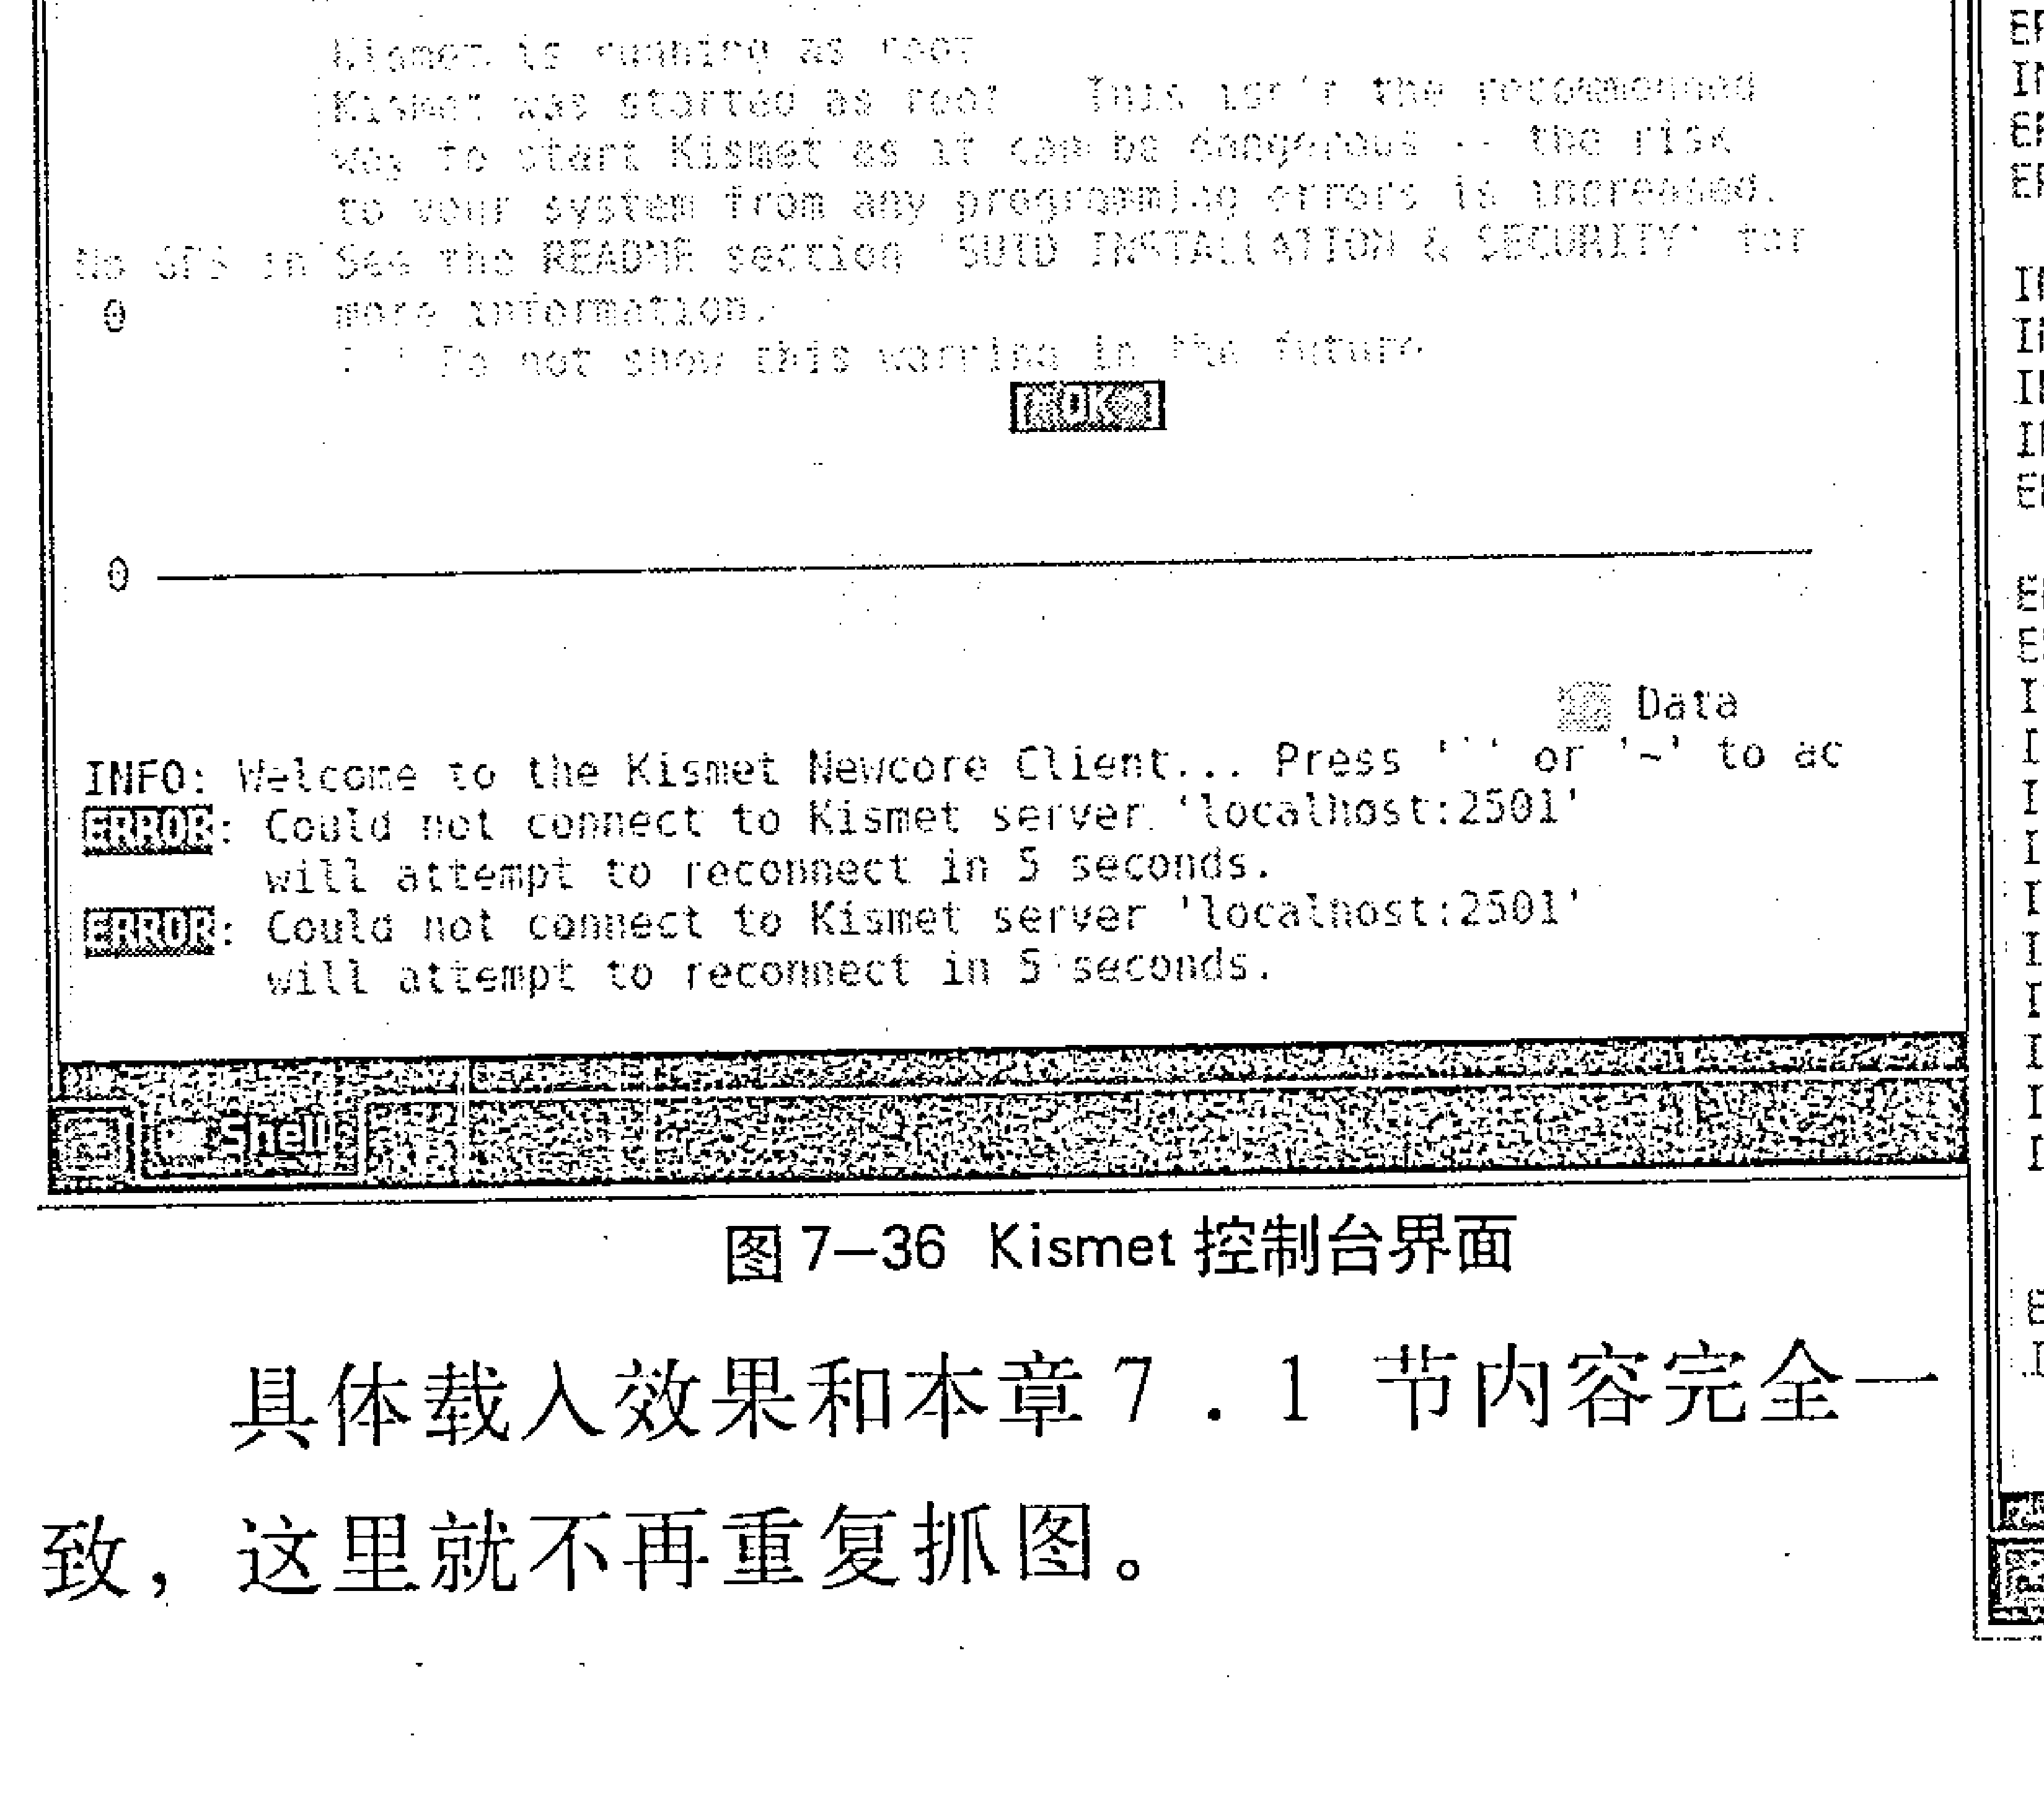 Kismet is running as root
Kismet was started as root This isn't the recommended
way to start Kismet as it can be dangerous -- the risk
to your system from any programming errors is increased.
No GPS in See the README section 'SUID INSTALLATION & SECURITY' for
0 more information.
[ ] Do not show this warning in the future
[ OK ]
0
Data
INFO: Welcome to the Kismet Newcore Client... Press '`' or '~' to ac
ERROR: Could not connect to Kismet server 'localhost:2501'
will attempt to reconnect in 5 seconds.
ERROR: Could not connect to Kismet server 'localhost:2501'
will attempt to reconnect in 5 seconds.
Shell
图 7—36 Kismet 控制台界面
具体载入效果和本章 7 . 1 节内容完全一
致，这里就不再重复抓图。